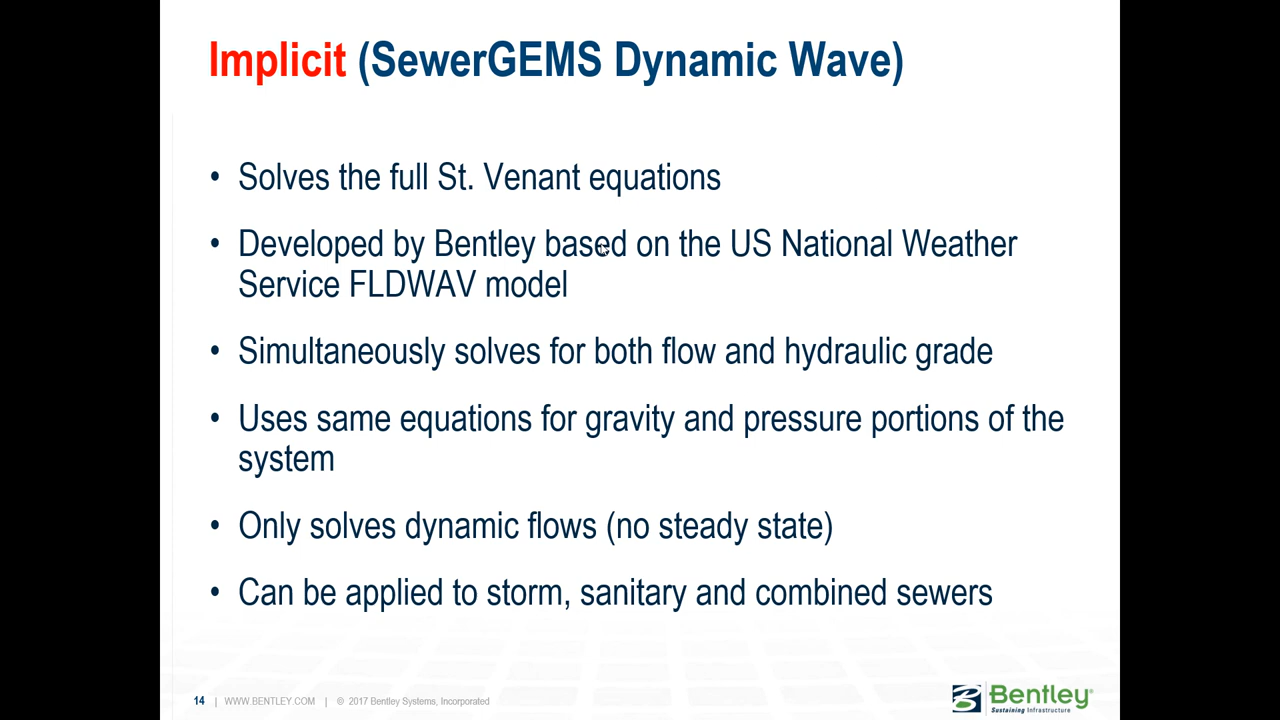 Implicit (SewerGEMS Dynamic Wave)
• Solves the full St. Venant equations
• Developed by Bentley based on the US National Weather
Service FLDWAV model
• Simultaneously solves for both flow and hydraulic grade
• Uses same equations for gravity and pressure portions of the
system
• Only solves dynamic flows (no steady state)
• Can be applied to storm, sanitary and combined sewers
14 | WWW.BENTLEY.COM | © 2017 Bentley Systems, Incorporated
Bentley®
Sustaining Infrastructure